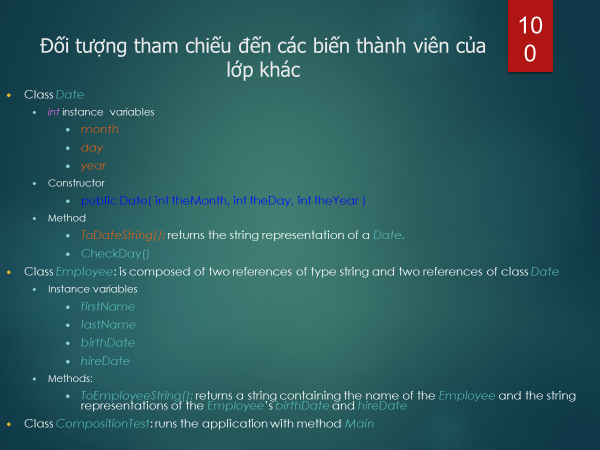 10
0
Đối tượng tham chiếu đến các biến thành viên của
lớp khác
Class Date
int instance variables
month
day
year
Constructor
public Date( int theMonth, int theDay, int theYear )
Method
ToDateString(): returns the string representation of a Date.
CheckDay()
Class Employee: is composed of two references of type string and two references of class Date
Instance variables
firstName
lastName
birthDate
hireDate
Methods:
ToEmployeeString(): returns a string containing the name of the Employee and the string
representations of the Employee's birthDate and hireDate
Class CompositionTest: runs the application with method Main